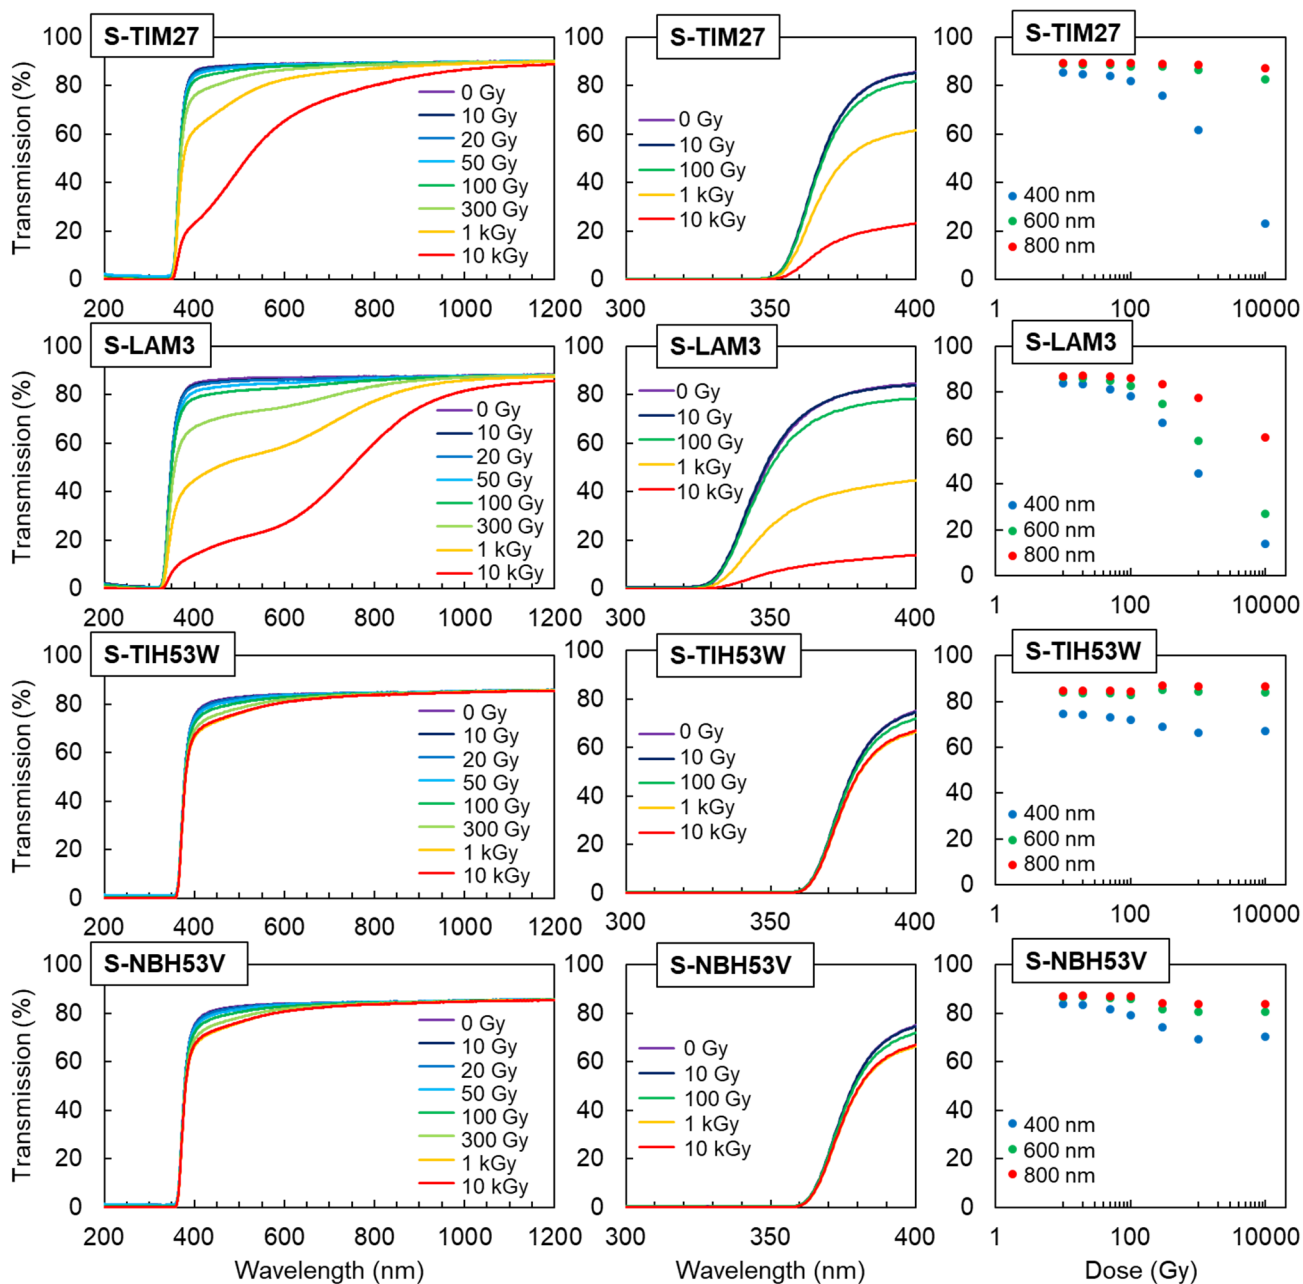 S-TIM27
Transmission (%)
100
80
60
40
20
0
200 400 600 800 1000 1200
0 Gy
10 Gy
20 Gy
50 Gy
100 Gy
300 Gy
1 kGy
10 kGy
S-TIM27
100
80
60
40
20
0
300 350 400
0 Gy
10 Gy
100 Gy
1 kGy
10 kGy
S-TIM27
100
80
60
40
20
0
1 100 10000
400 nm
600 nm
800 nm
S-LAM3
Transmission (%)
100
80
60
40
20
0
200 400 600 800 1000 1200
0 Gy
10 Gy
20 Gy
50 Gy
100 Gy
300 Gy
1 kGy
10 kGy
S-LAM3
100
80
60
40
20
0
300 350 400
0 Gy
10 Gy
100 Gy
1 kGy
10 kGy
S-LAM3
100
80
60
40
20
0
1 100 10000
400 nm
600 nm
800 nm
S-TIH53W
Transmission (%)
100
80
60
40
20
0
200 400 600 800 1000 1200
0 Gy
10 Gy
20 Gy
50 Gy
100 Gy
300 Gy
1 kGy
10 kGy
S-TIH53W
100
80
60
40
20
0
300 350 400
0 Gy
10 Gy
100 Gy
1 kGy
10 kGy
S-TIH53W
100
80
60
40
20
0
1 100 10000
400 nm
600 nm
800 nm
S-NBH53V
Transmission (%)
100
80
60
40
20
0
200 400 600 800 1000 1200
Wavelength (nm)
0 Gy
10 Gy
20 Gy
50 Gy
100 Gy
300 Gy
1 kGy
10 kGy
S-NBH53V
100
80
60
40
20
0
300 350 400
Wavelength (nm)
0 Gy
10 Gy
100 Gy
1 kGy
10 kGy
S-NBH53V
100
80
60
40
20
0
1 100 10000
Dose (Gy)
400 nm
600 nm
800 nm